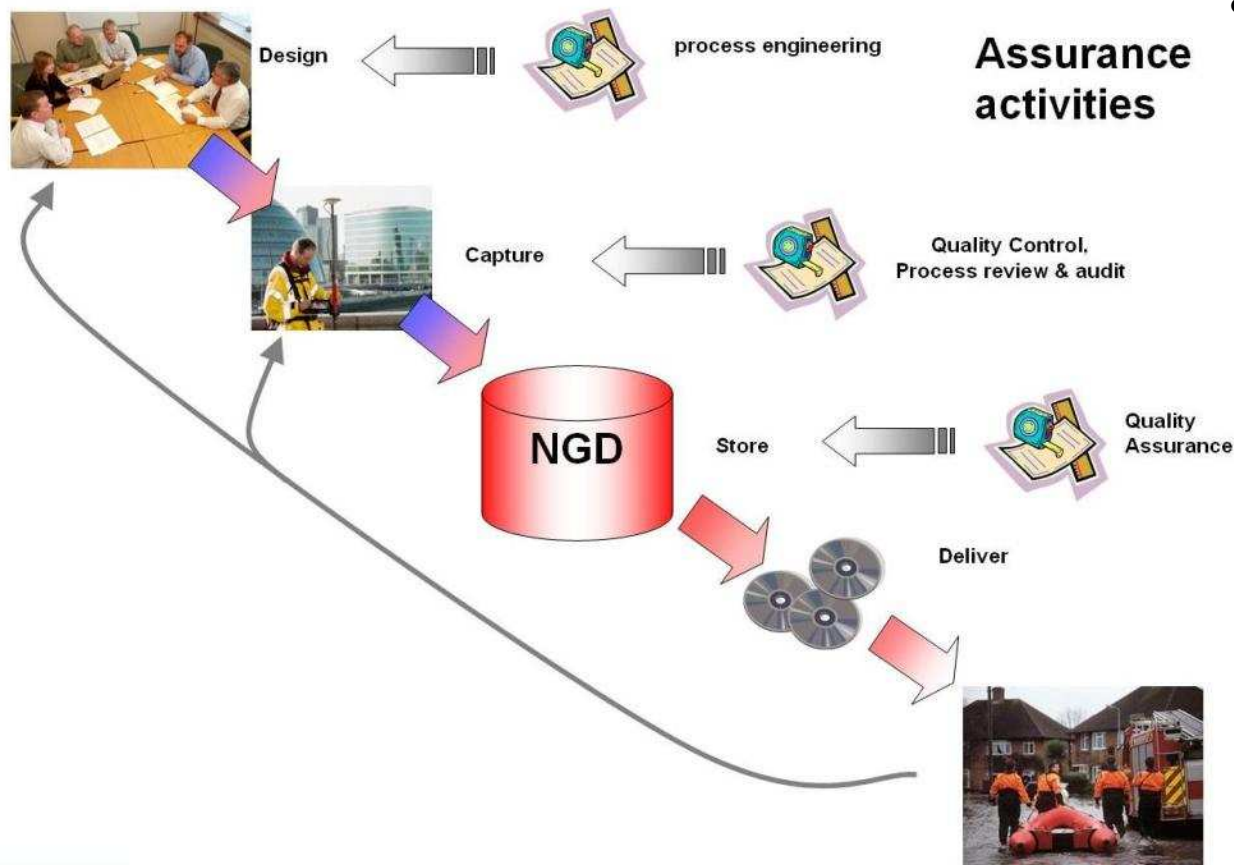 Design
process engineering
Assurance
activities
Capture
Quality Control,
Process review & audit
NGD
Store
Quality
Assurance
Deliver